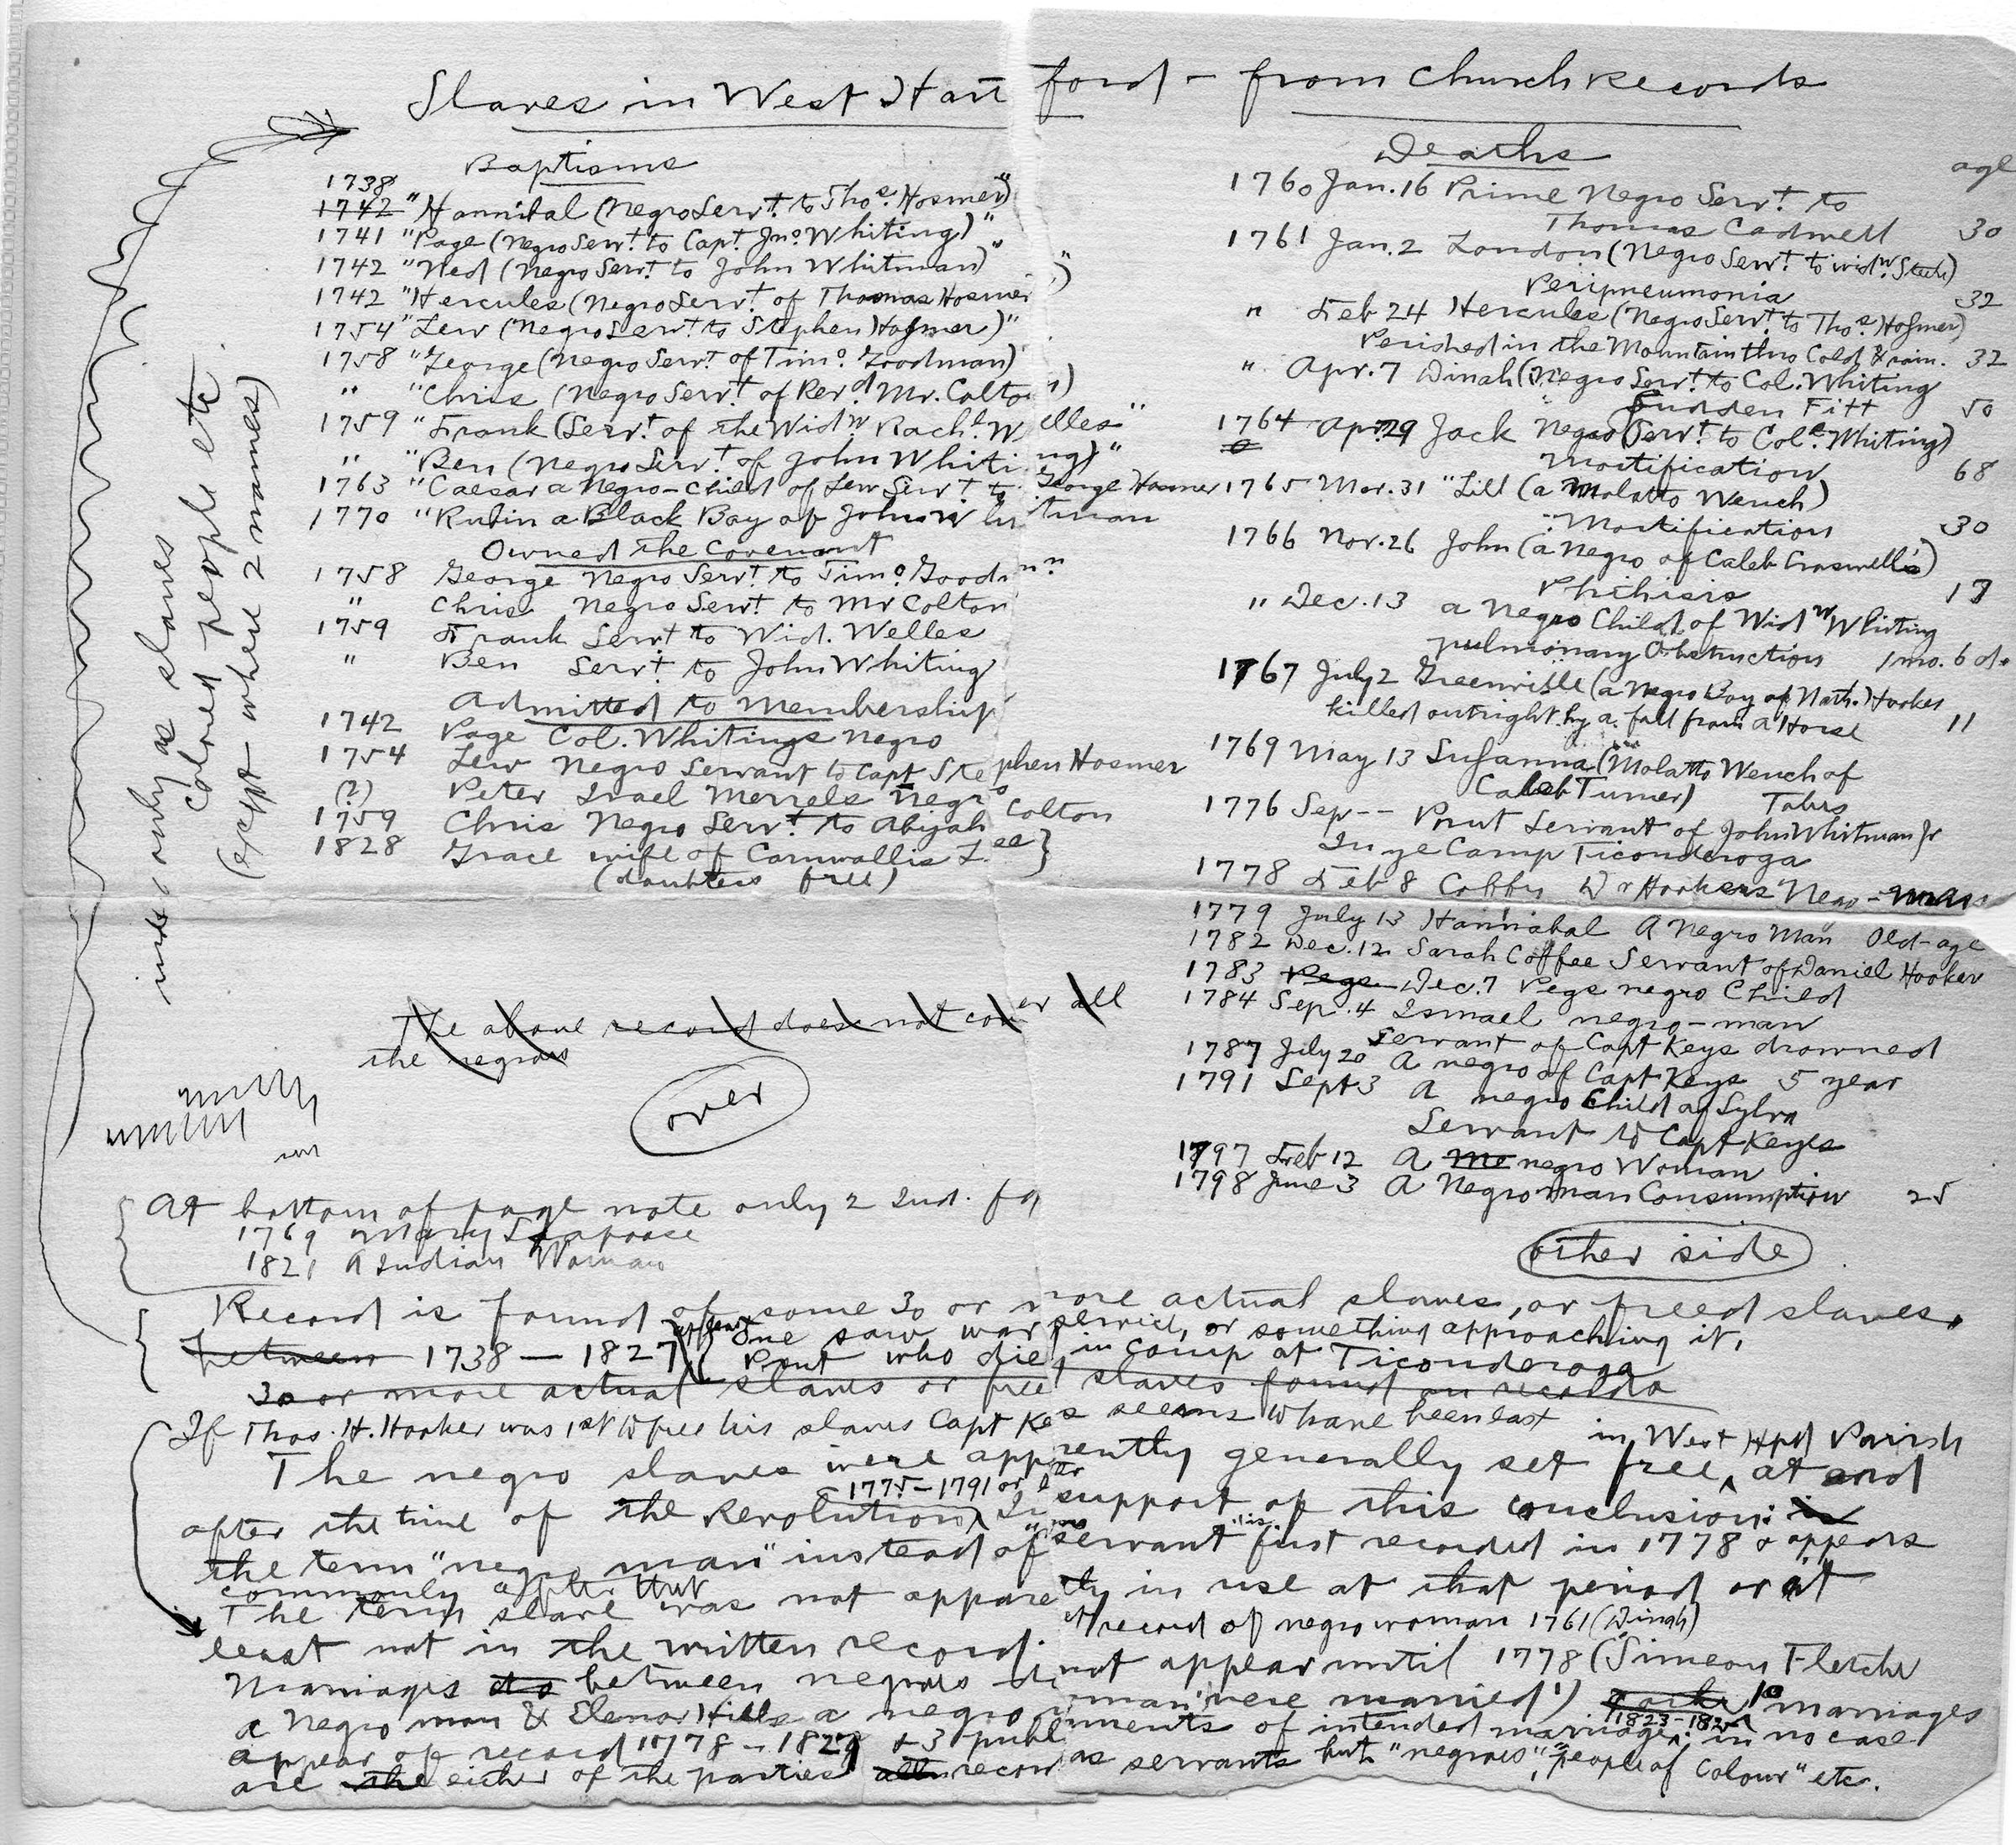 Slaves in West Hartford - from Church Records
Baptisms
1738
1742 "Hannibal (Negro Servt. to Thos. Hosmer)"
1741 "Page (Negro Servt. to Capt. Jno. Whiting)"
1742 "Ned (Negro Servt. to John Whitman)"
1742 "Hercules (Negro Servt. of Thomas Hosmer)"
1754 "Lew (Negro Servt. to Stephen Hosmer)"
1758 "George (Negro Servt. of Timo. Goodman)
" "Chris (Negro Servt. of Revd. Mr. Colton)
1759 "Frank (Servt. of the Widw Rachl. Welles"
" "Ben (Negro Servt. of John Whiting)"
1763 "Caesar a Negro-child of Lew Servt. to George Hosmer
1770 "Rubin a Black Boy of John Whitman
Owned the Covenant
1758 George Negro Servt. to Timo. Goodmn
" Chris Negro Servt. to Mr Colton
1759 Frank Servt. to Wid. Welles
" Ben Servt. to John Whiting
Admitted to Membership
1742 Page Col. Whitings Negro
1754 Lew Negro Servant to Capt Stephen Hosmer
(?) Peter Israel Merrels Negro
1759 Chris Negro Servt. to Abijah Colton
1828 Grace wife of Cornwallis Lee }
(doubtless free)
only as slaves
colored people etc
(except where 2 names)
The above record does not cover all
the negroes
over
At bottom of page note only 2 Ind.
1769 Mary
1821 A Indian Woman
Deaths
age
1760 Jan. 16 Prime Negro Servt. to
Thomas Cadwell 30
1761 Jan. 2 London (Negro Servt. to widw. Steele)
Peripneumonia 32
" Feb 24 Hercules (Negro Servt. to Thos. Hosmer)
Perished in the Mountain thro Cold & rain. 32
" Apr. 7 Dinah (Negro Servt. to Col. Whiting
Sudden Fitt 50
1764 Apr. 29 Jack Negro (Servt. to Col. Whiting)
Mortification 68
1765 Mar. 31 "Lill (a Molatto Wench)
"Mortification 30
1766 Nov. 26 John (a Negro of Caleb Croswell's)
Phthisis 17
" Dec. 13 a Negro Child of Widw Whiting
pulmonary Obstruction 1 mo. 6 d.
1767 July 2 Greenville (a Negro Boy of Nath. Hooker
killed outright by a fall from a Horse 11
1769 May 13 Susanna (Molatto Wench of
Caleb Turner) Tabes
1776 Sep -- Prut Servant of John Whitman Jr
In ye Camp Ticonderoga
1778 Feb 8 Coffy Dr Hookers Negro-man
1779 July 13 Hannabal A Negro Man Old-age
1782 Dec. 12 Sarah Coffee Servant of Daniel Hooker
1783 Pegs Dec. 7 Pegs negro Child
1784 Sep. 4 Ismael negro-man
Servant of Capt Keys drowned
1787 July 20 A negro of Capt Keys 5 year
1791 Sept 3 A negro Child of Sylva
Servant to Capt Keyes
1797 Feb 12 A negro Woman
1798 June 3 A Negro man Consumption 25
other side
Record is found of some 30 or more actual slaves, or freed slaves.
between 1738 - 1827 One saw war service, or something approaching it,
Prut who died in Camp at Ticonderoga
30 or more actual slaves or freed slaves found on records
If Thos. H. Hooker was 1st to free his slaves Capt Keys seems to have been last
in West Htfd Parish
The negro slaves were apparently generally set free, at and
1775-1791 or
after the time of the Revolution, In support of this conclusion:
the term "negro man" instead of "servant" is first recorded in 1778 & appears
commonly after that
The term slave was not apparently in use at that period or at
least not in the written record.
record of negro woman 1761 (Dinah)
Marriages between negroes do not appear until 1778 (Simeon Fletcher
a Negro man & Elenor Hills a negro woman were married!) 10 marriages
1823-182
appear of record 1778 - 1827 & 3 publishments of intended marriage, in no case
are the either of the parties recorded as servants but "negroes", "people of Colour" etc.